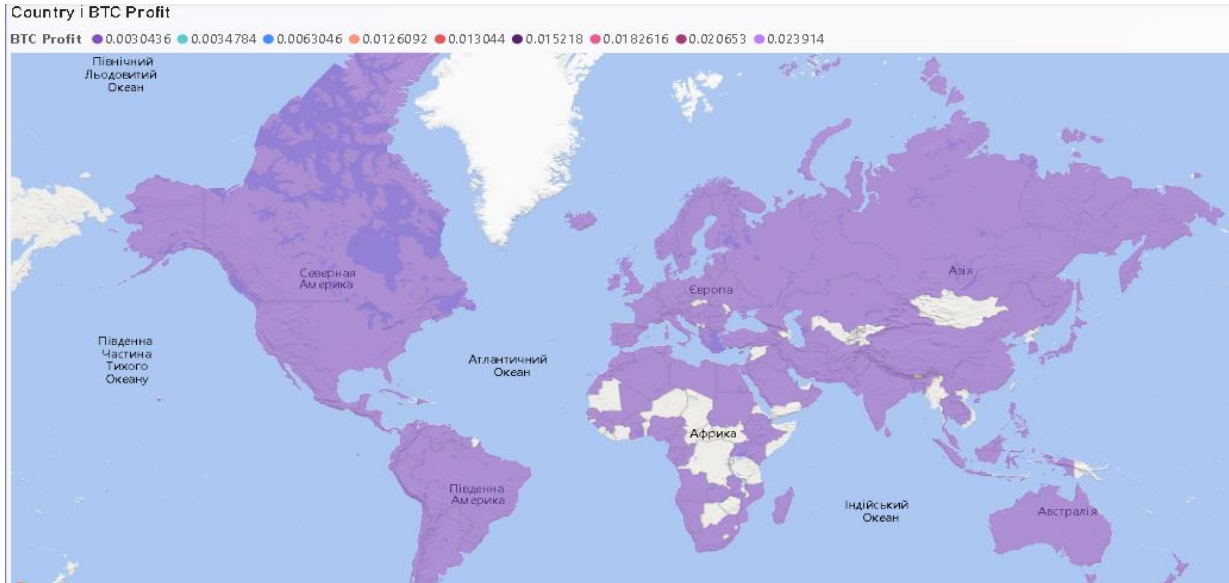 Country i BTC Profit
BTC Profit 0.0030436 0.0034784 0.0063046 0.0126092 0.013044 0.015218 0.0182616 0.020653 0.023914
Північний
Льодовитий
Океан
Северная
Америка
Азія
Європа
Південна
Частина
Тихого
Океану
Атлантичний
Океан
Африка
Південна
Америка
Індійський
Океан
Австралія